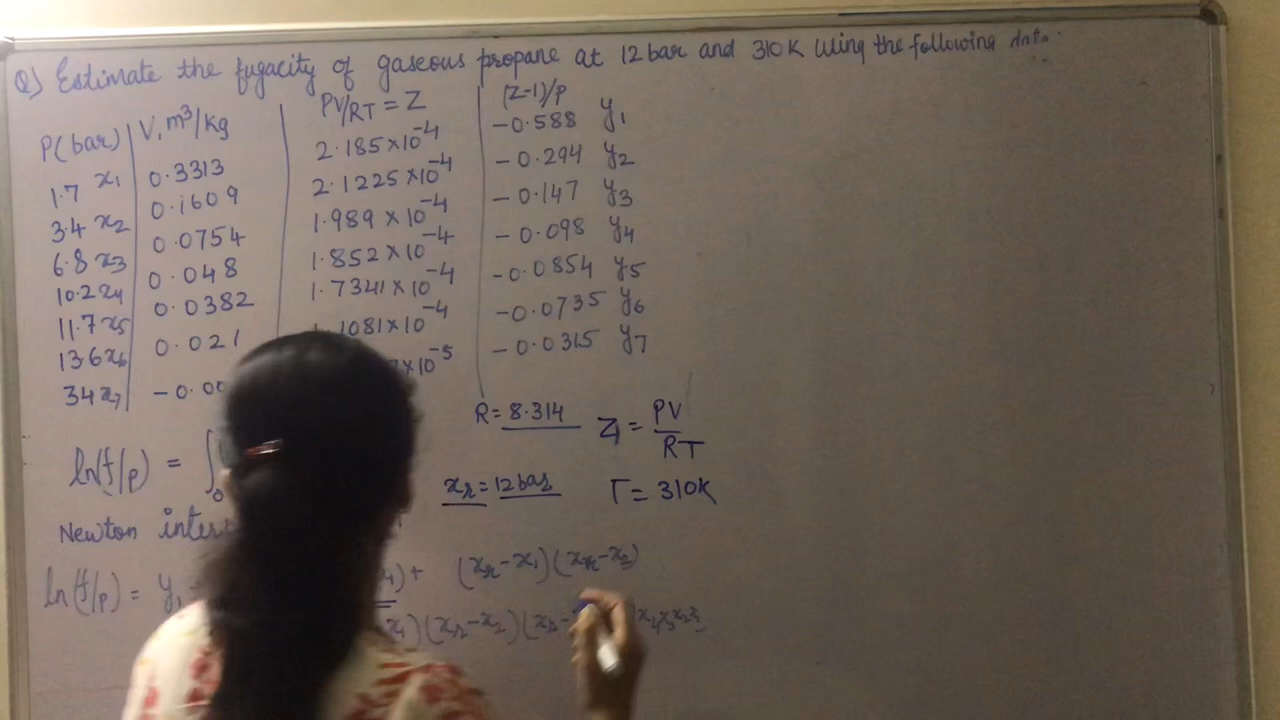 Q) Estimate the fugacity of gaseous propane at 12 bar and 310 K using the following data.
P(bar) V, m³/kg PV/RT = Z (Z-1)/P
1.7 x₁ 0.3313 2.185×10⁻⁴ -0.588 y₁
3.4 x₂ 0.1609 2.1225×10⁻⁴ -0.294 y₂
6.8 x₃ 0.0754 1.989×10⁻⁴ -0.147 y₃
10.2 x₄ 0.048 1.852×10⁻⁴ -0.098 y₄
11.7 x₅ 0.0382 1.7341×10⁻⁴ -0.0854 y₅
13.6 x₆ 0.021 1081×10⁻⁴ -0.0735 y₆
34 x₇ -0.00 ×10⁻⁵ -0.0315 y₇
R = 8.314 Z = PV/RT
ln(f/p) = ∫₀
xr = 12 bar T = 310K
Newton inter
ln(f/p) = y₁ + (xr-x₁)(xr-x₂)
x₁)(xr-x₂)(xr-